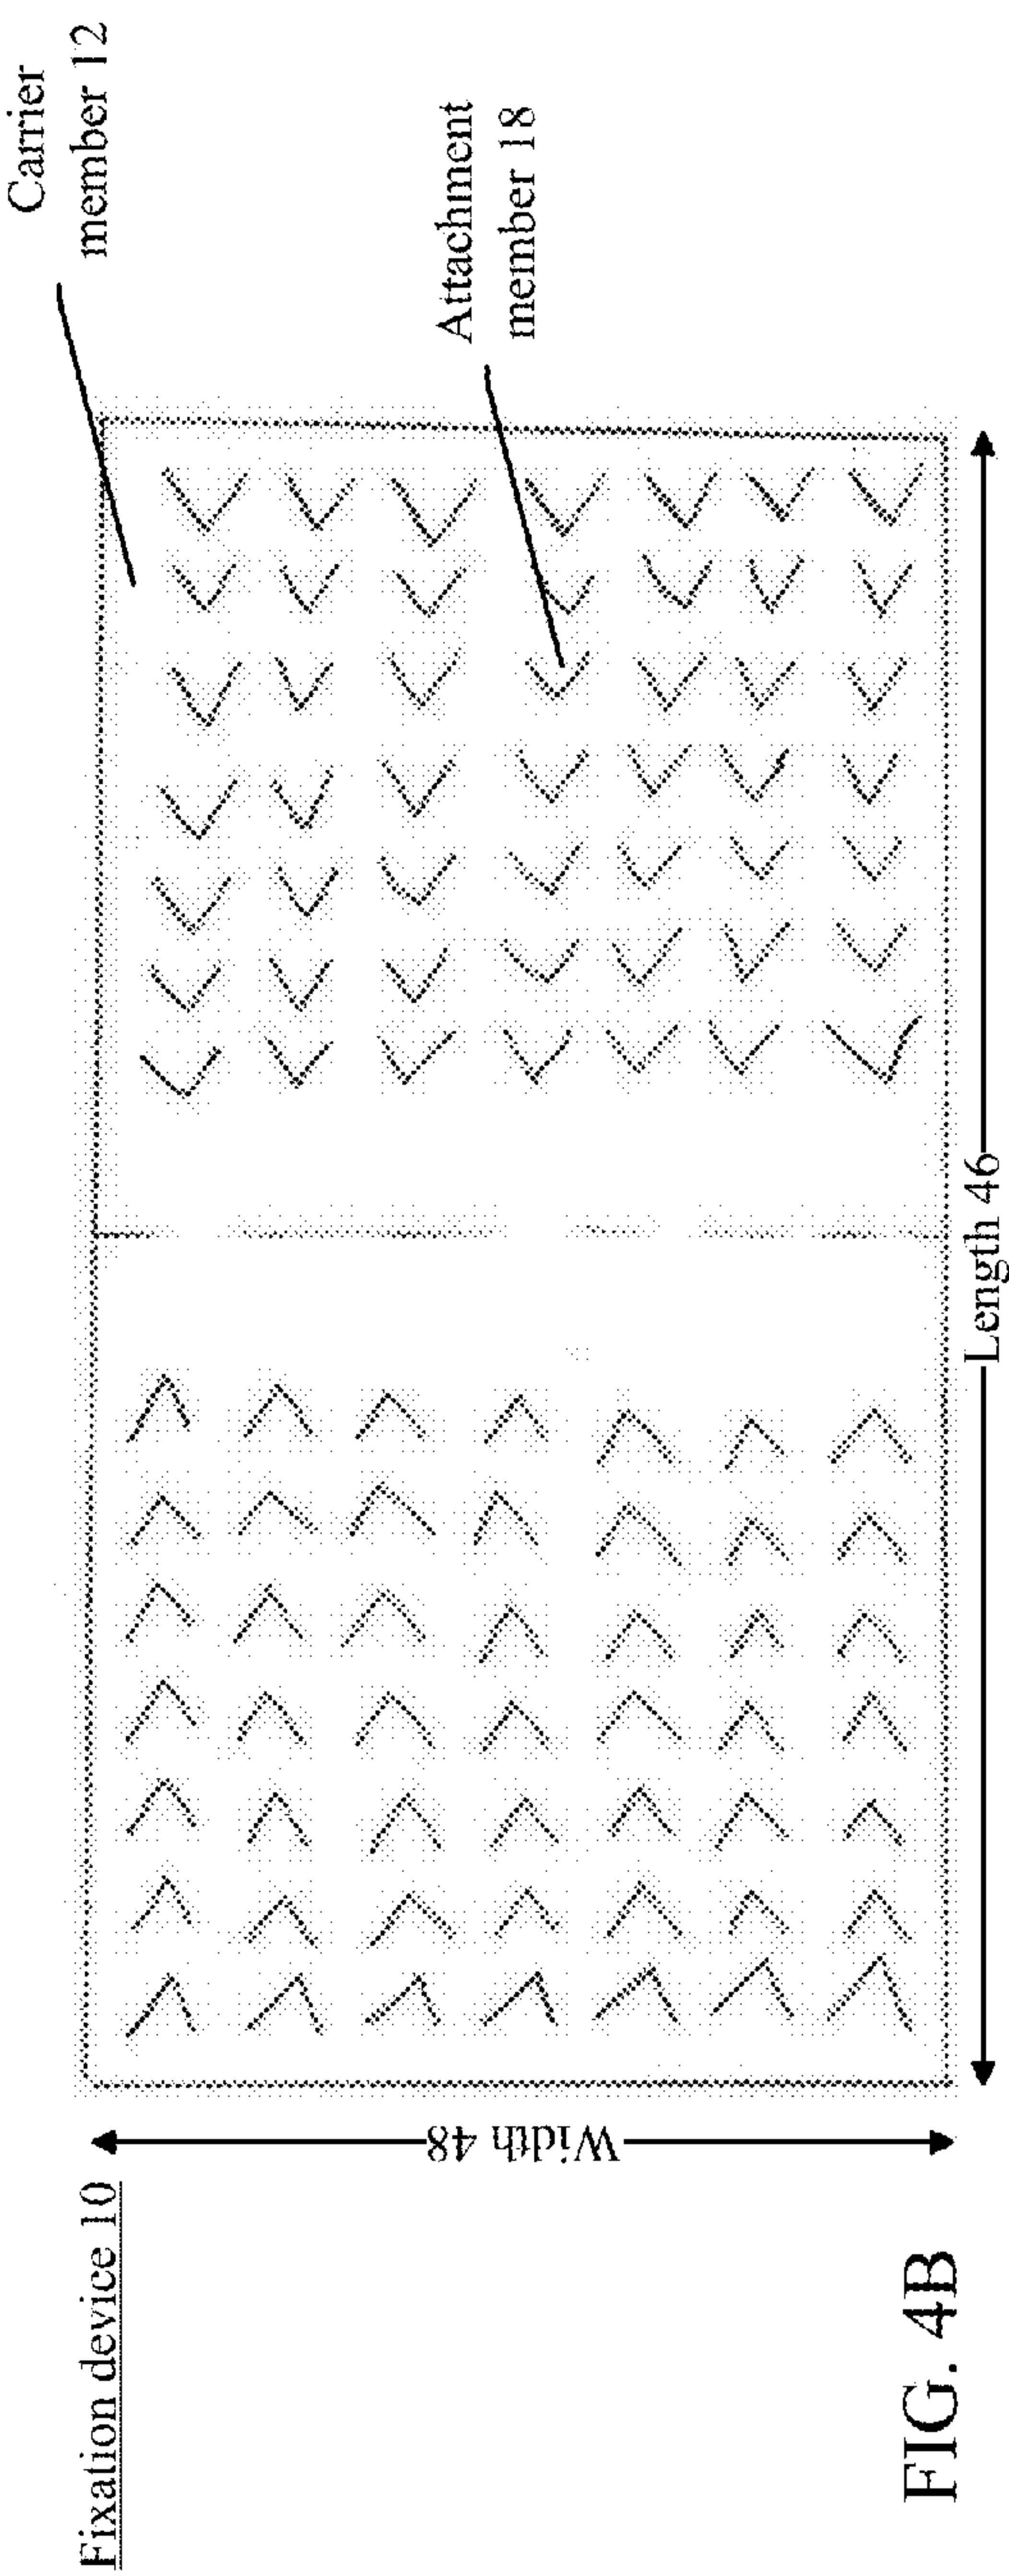 Carrier
member 12
Attachment
member 18
Length 46
Width 48
Fixation device 10
FIG. 4B